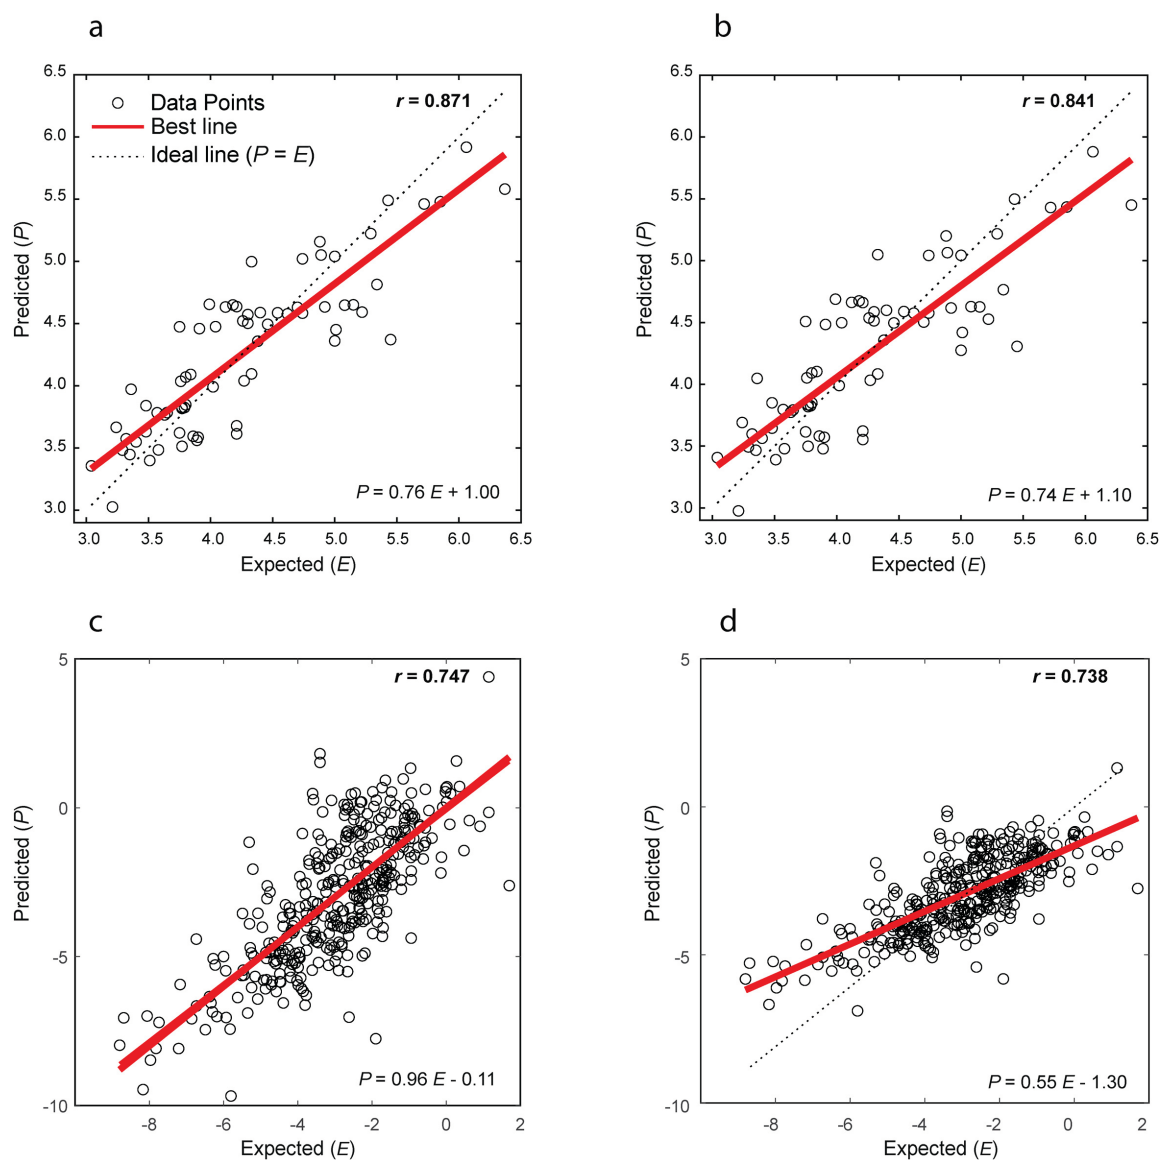 a
6.5
6.0
5.5
5.0
4.5
4.0
3.5
3.0
Predicted (P)
Data Points
Best line
Ideal line (P = E)
r = 0.871
P = 0.76 E + 1.00
3.0 3.5 4.0 4.5 5.0 5.5 6.0 6.5
Expected (E)
b
6.5
6.0
5.5
5.0
4.5
4.0
3.5
3.0
Predicted (P)
r = 0.841
P = 0.74 E + 1.10
3.0 3.5 4.0 4.5 5.0 5.5 6.0 6.5
Expected (E)
c
5
0
-5
-10
Predicted (P)
r = 0.747
P = 0.96 E - 0.11
-8 -6 -4 -2 0 2
Expected (E)
d
5
0
-5
-10
Predicted (P)
r = 0.738
P = 0.55 E - 1.30
-8 -6 -4 -2 0 2
Expected (E)